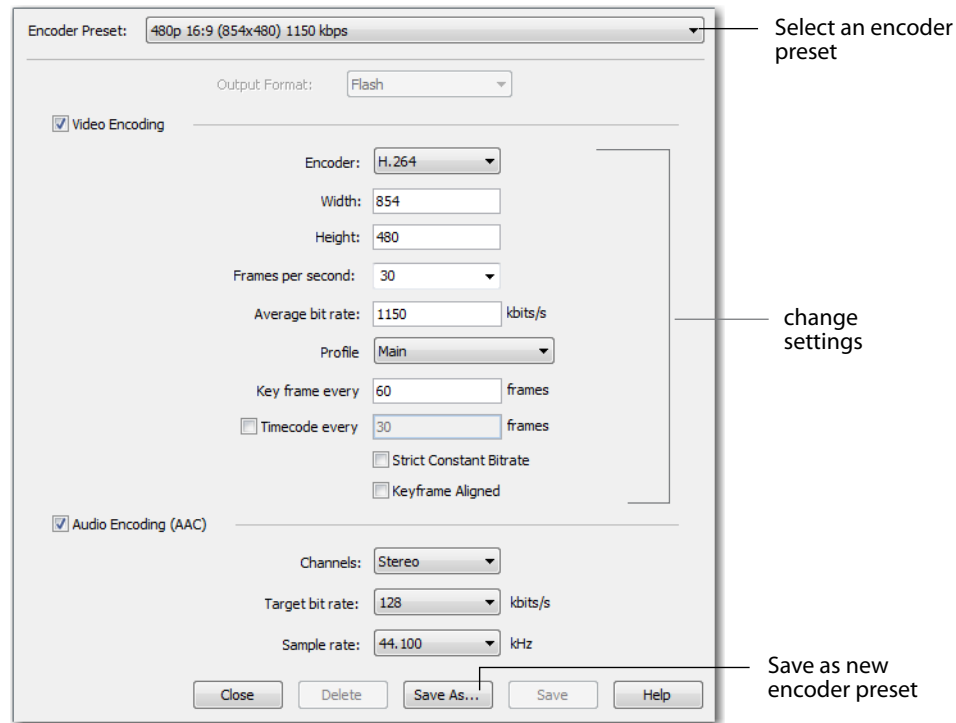 Encoder Preset: 480p 16:9 (854x480) 1150 kbps
Select an encoder
preset
Output Format: Flash
Video Encoding
Encoder: H.264
Width: 854
Height: 480
Frames per second: 30
Average bit rate: 1150 kbits/s
change
settings
Profile Main
Key frame every 60 frames
Timecode every 30 frames
Strict Constant Bitrate
Keyframe Aligned
Audio Encoding (AAC)
Channels: Stereo
Target bit rate: 128 kbits/s
Sample rate: 44.100 kHz
Save as new
encoder preset
Close Delete Save As... Save Help